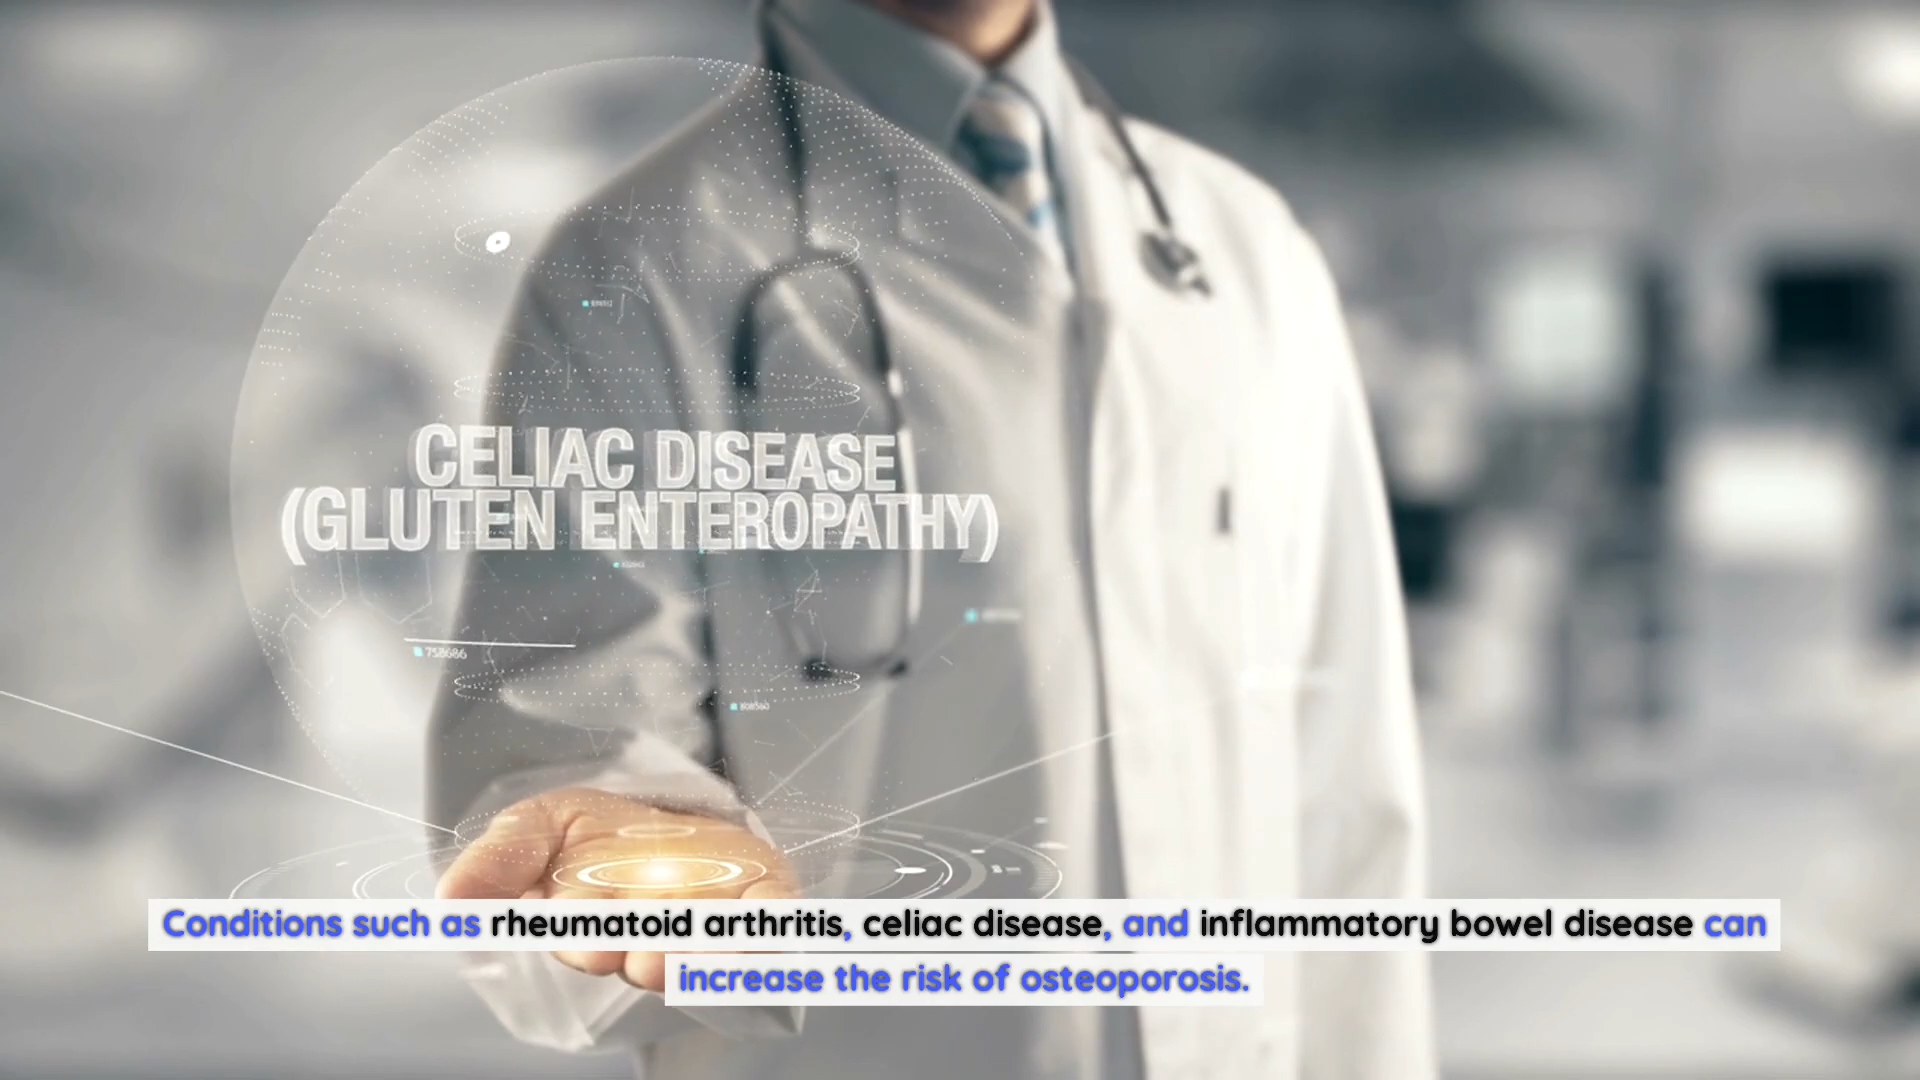 CELIAC DISEASE
(GLUTEN ENTEROPATHY)
758686
Conditions such as rheumatoid arthritis, celiac disease, and inflammatory bowel disease can
increase the risk of osteoporosis.